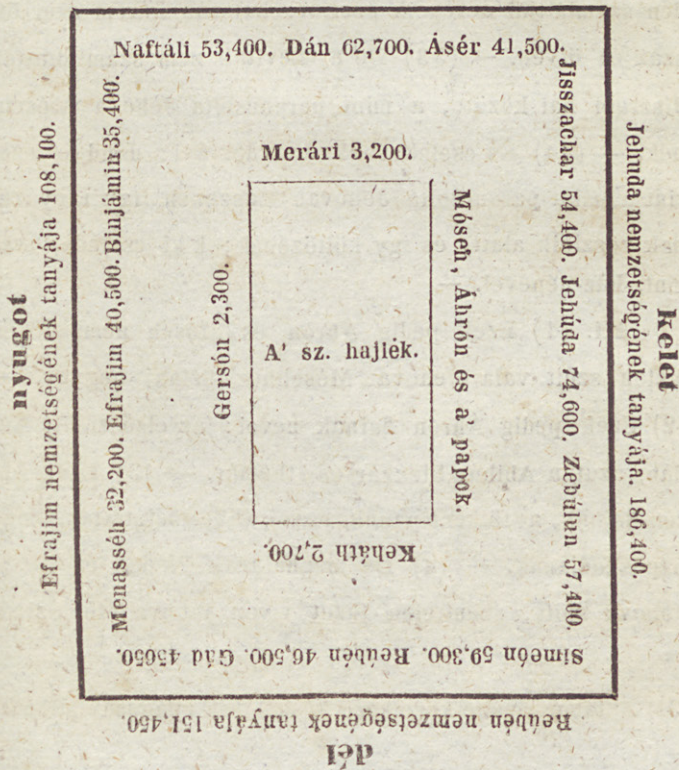 Naftáli 53,400. Dán 62,700. Ásér 41,500.
nyugot
Efrajim nemzetségének tanyája 108,100.
Menasséh 32,200. Efrajim 40,500. Binjámin 35,400.
Merári 3,200.
Gersón 2,300.
A' sz. hajlék.
Móseh, Áhrón és a' papok.
Keháth 2,700.
Jisszachar 54,400. Jehúda 74,600. Zebúlun 57,400.
Jehuda nemzetségének tanyája. 186,400.
kelet
Simeón 59,300. Reúbén 46,500. Gád 45650.
Reubén nemzetségének tanyája 151,450.
dél